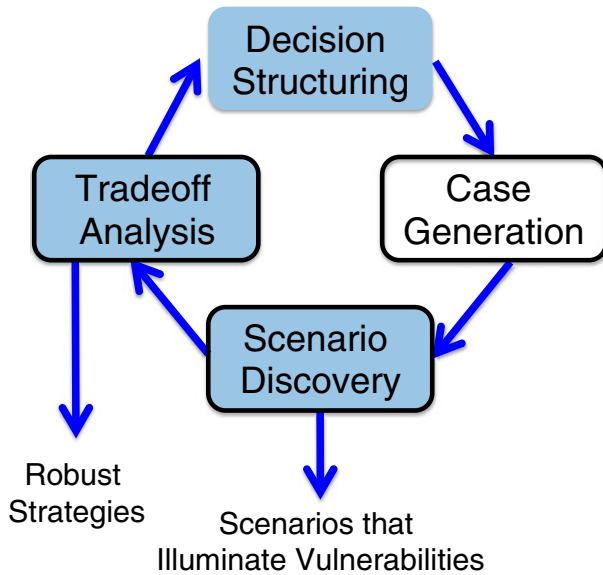 Decision
Structuring
Tradeoff
Analysis
Case
Generation
Scenario
Discovery
Robust
Strategies
Scenarios that
Illuminate Vulnerabilities